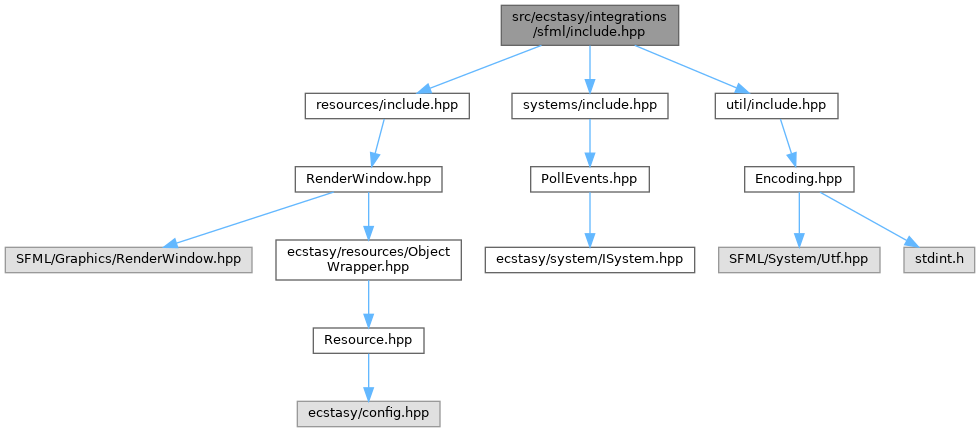 src/ecstasy/integrations
/sfml/include.hpp
resources/include.hpp
systems/include.hpp
util/include.hpp
RenderWindow.hpp
PollEvents.hpp
Encoding.hpp
SFML/Graphics/RenderWindow.hpp
ecstasy/resources/Object
Wrapper.hpp
ecstasy/system/ISystem.hpp
SFML/System/Utf.hpp
stdint.h
Resource.hpp
ecstasy/config.hpp